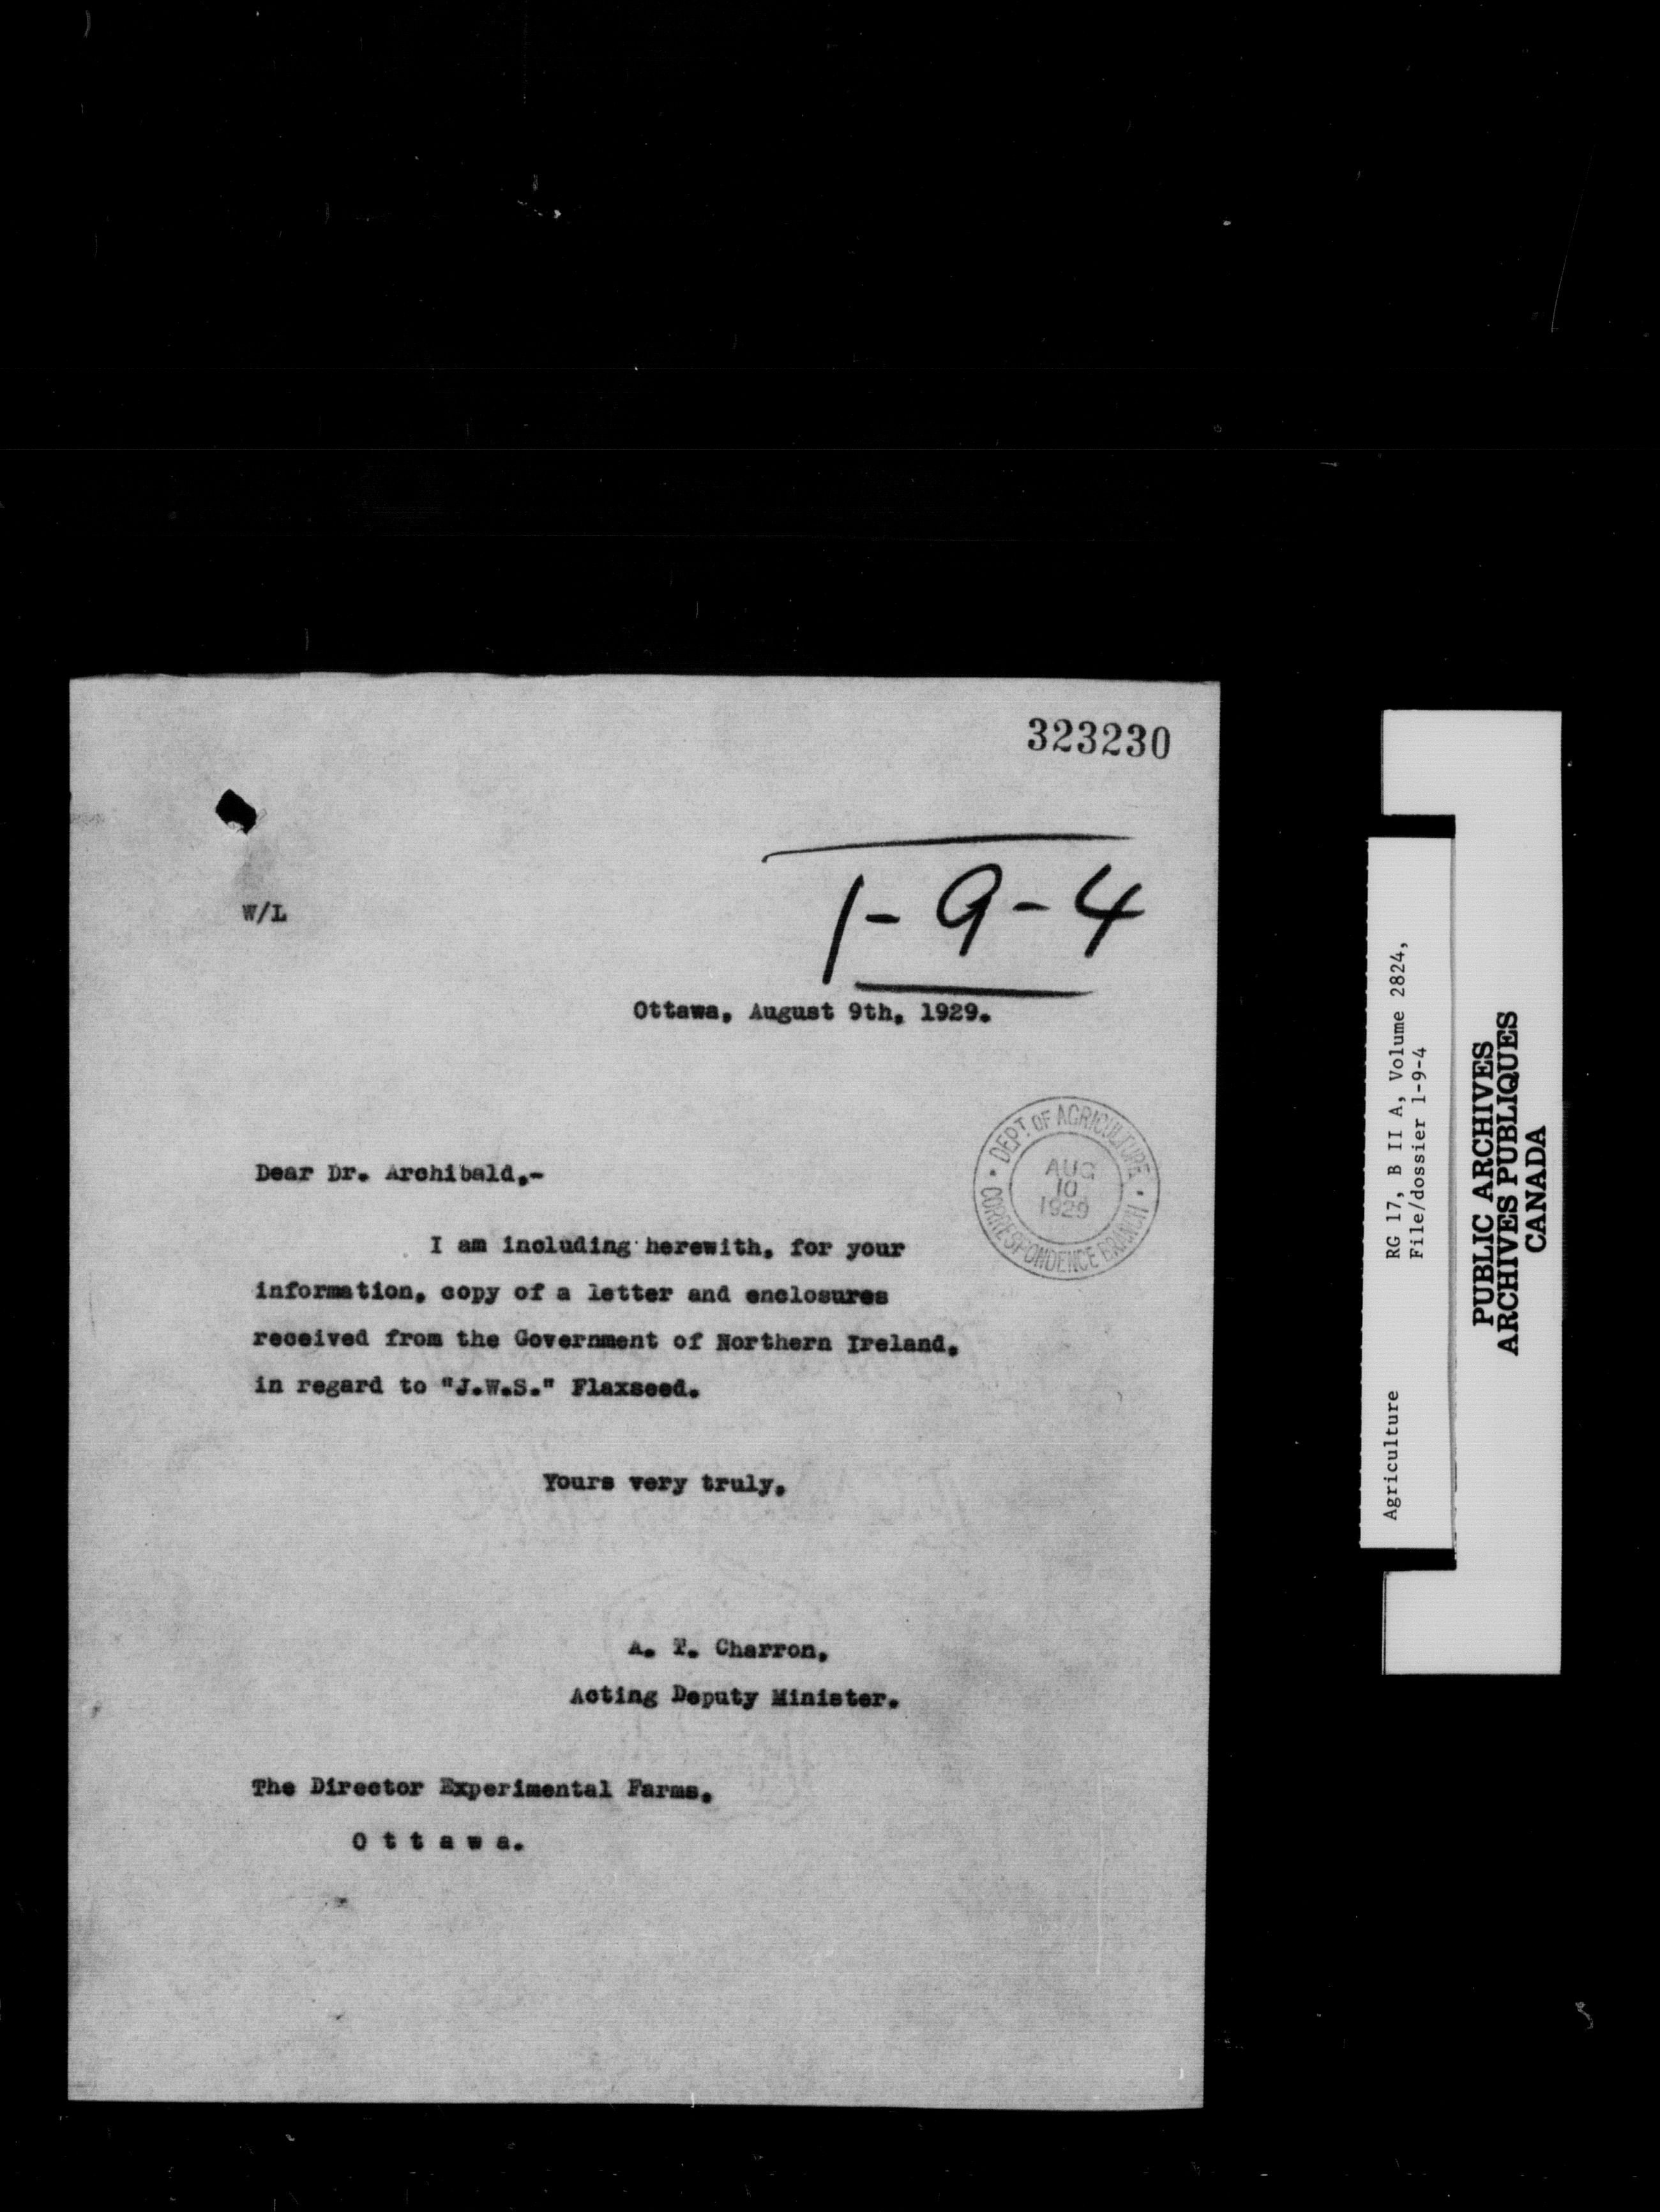 323230
1-9-4
W/L
Ottawa, August 9th, 1929.
DEPT. OF AGRICULTURE
AUG
10
1929
CORRESPONDENCE BRANCH
Dear Dr. Archibald,-
I am including herewith, for your
information, copy of a letter and enclosures
received from the Government of Northern Ireland,
in regard to "J.W.S." Flaxseed.
Yours very truly,
A. T. Charron,
Acting Deputy Minister.
The Director Experimental Farms,
O t t a w a.
Agriculture RG 17, B II A, Volume 2824,
File/dossier 1-9-4
PUBLIC ARCHIVES
ARCHIVES PUBLIQUES
CANADA